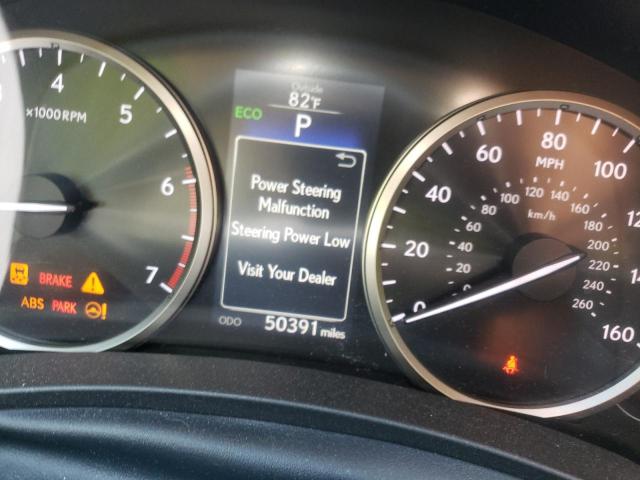 4
5
6
7
x1000RPM
BRAKE
ABS PARK !
Outside
82°F
ECO
P
Power Steering
Malfunction
Steering Power Low
Visit Your Dealer
ODO 50391 miles
0
20
40
60
80
100
160
MPH
0
20
40
60
80
100
120
140
160
180
200
220
240
260
km/h